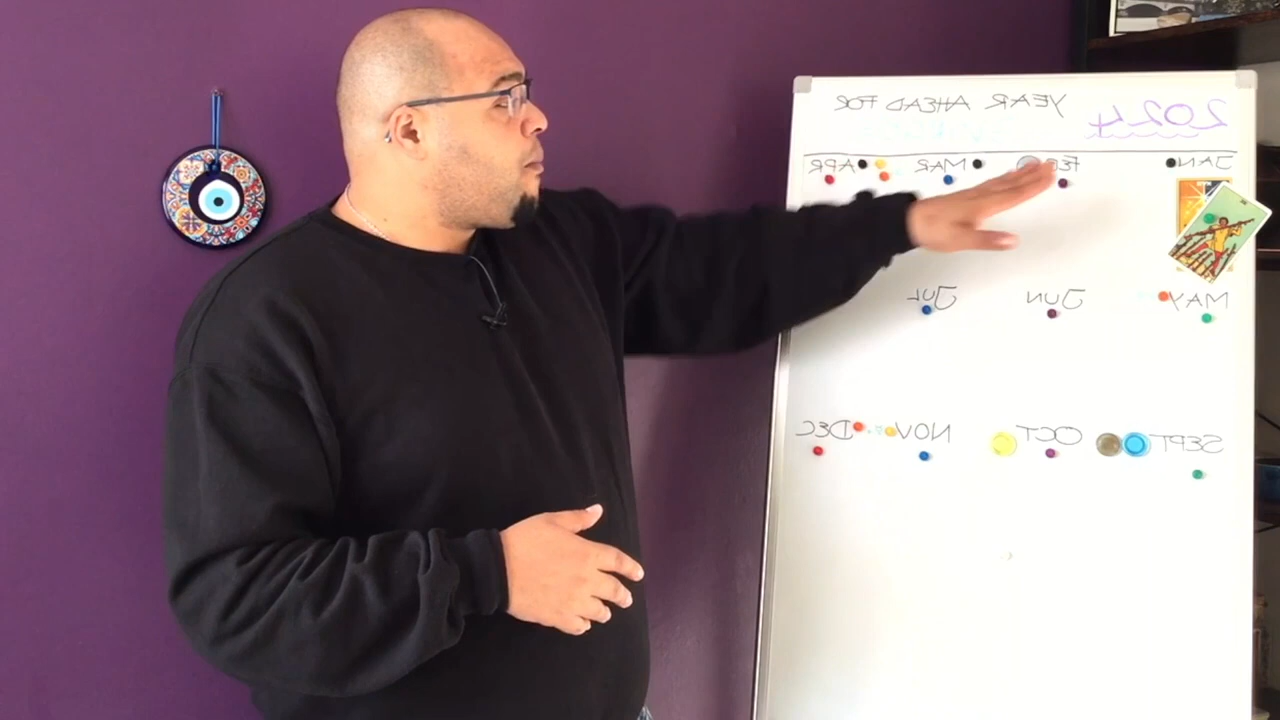 2024 YEAR AHEAD FOR
JAN FEB MAR APR
MAY JUN JUL
SEPT OCT NOV DEC